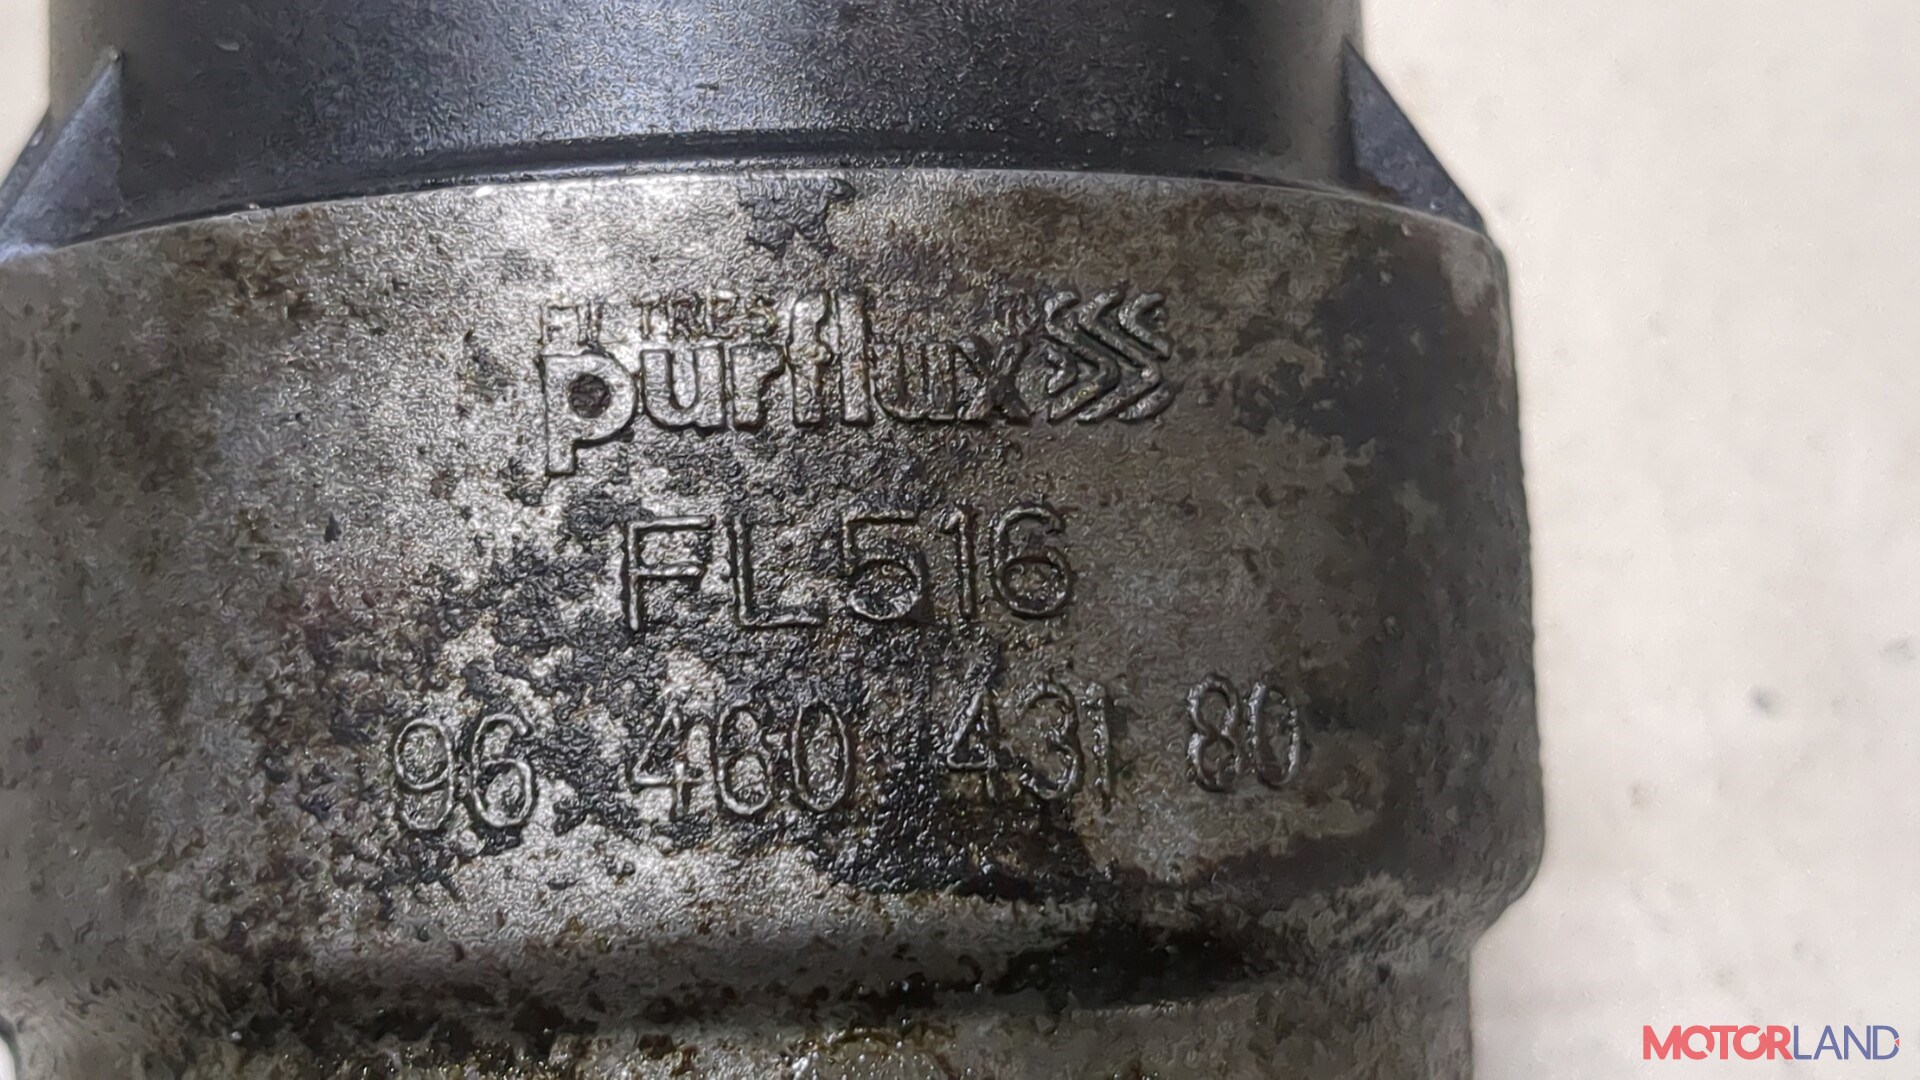 FILTRES
purflux
FL516
96 460 431 80
MOTORLAND